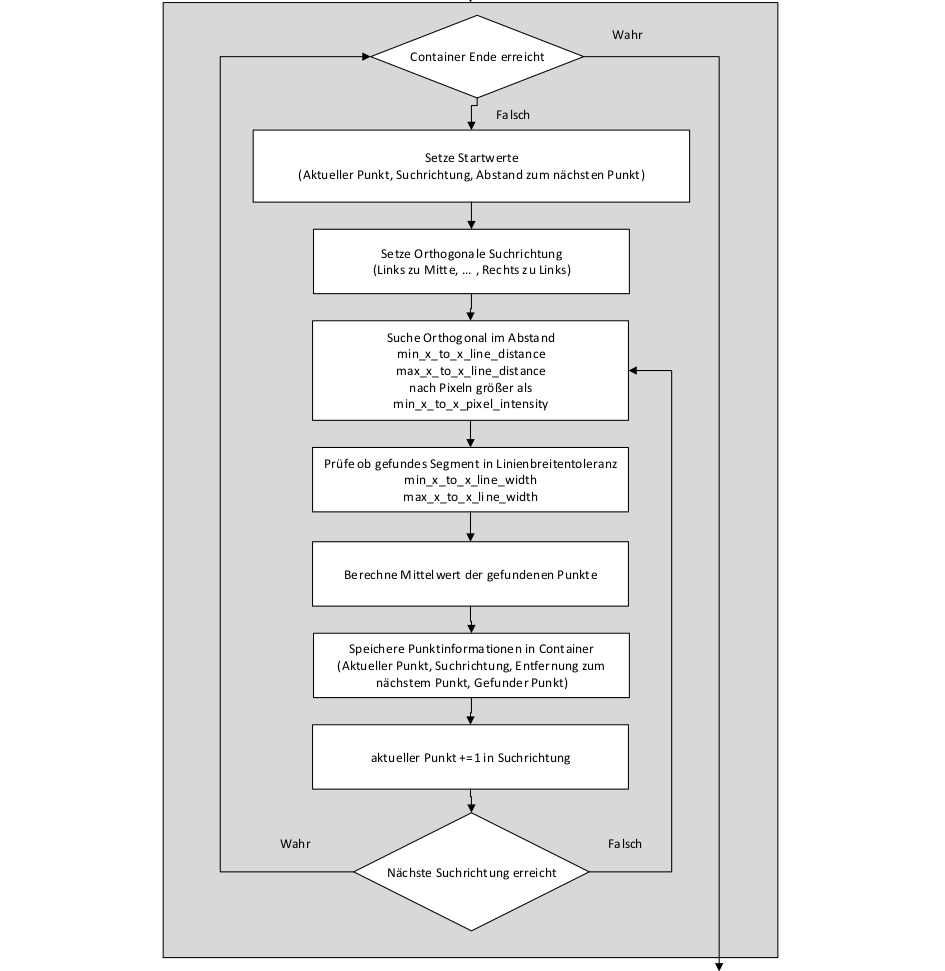 Wahr
Container Ende erreicht
Falsch
Setze Startwerte
(Aktueller Punkt, Suchrichtung, Abstand zum nächsten Punkt)
Setze Orthogonale Suchrichtung
(Links zu Mitte, ... , Rechts zu Links)
Suche Orthogonal im Abstand
min_x_to_x_line_distance
max_x_to_x_line_distance
nach Pixeln größer als
min_x_to_x_pixel_intensity
Prüfe ob gefundes Segment in Linienbreitentoleranz
min_x_to_x_line_width
max_x_to_x_line_width
Berechne Mittelwert der gefundenen Punkte
Speichere Punktinformationen in Container
(Aktueller Punkt, Suchrichtung, Entfernung zum
nächstem Punkt, Gefunder Punkt)
aktueller Punkt +=1 in Suchrichtung
Wahr
Falsch
Nächste Suchrichtung erreicht